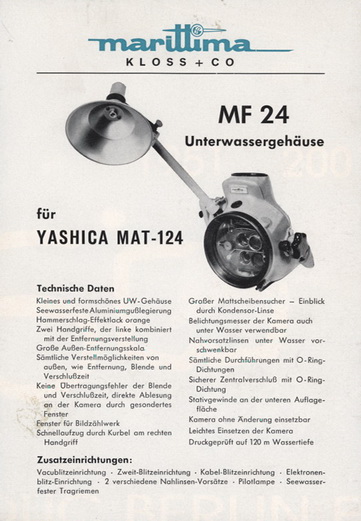 marittima
KLOSS + CO
MF 24
Unterwassergehäuse
für
YASHICA MAT-124
Technische Daten
Kleines und formschönes UW-Gehäuse
Seewasserfeste Aluminiumgußlegierung
Hammerschlag-Effektlack orange
Zwei Handgriffe, der linke kombiniert
mit der Entfernungsverstellung
Große Außen-Entfernungsskala
Sämtliche Verstellmöglichkeiten von
außen, wie Entfernung, Blende und
Verschlußzeit
Keine Übertragungsfehler der Blende
und Verschlußzeit, direkte Ablesung
an der Kamera durch gesondertes
Fenster
Fenster für Bildzählwerk
Schnellaufzug durch Kurbel am rechten
Handgriff
Großer Mattscheibensucher – Einblick
durch Kondensor-Linse
Belichtungsmesser der Kamera auch
unter Wasser verwendbar
Nahvorsatzlinsen unter Wasser vor-
schwenkbar
Sämtliche Durchführungen mit O-Ring-
Dichtungen
Sicherer Zentralverschluß mit O-Ring-
Dichtung
Stativgewinde an der unteren Auflage-
fläche
Kamera ohne Änderung einsetzbar
Leichtes Einsetzen der Kamera
Druckgeprüft auf 120 m Wassertiefe
Zusatzeinrichtungen:
Vacublitzeinrichtung · Zweit-Blitzeinrichtung · Kabel-Blitzeinrichtung · Elektronen-
blitz-Einrichtung · 2 verschiedene Nahlinsen-Vorsätze · Pilotlampe · Seewasser-
fester Tragriemen